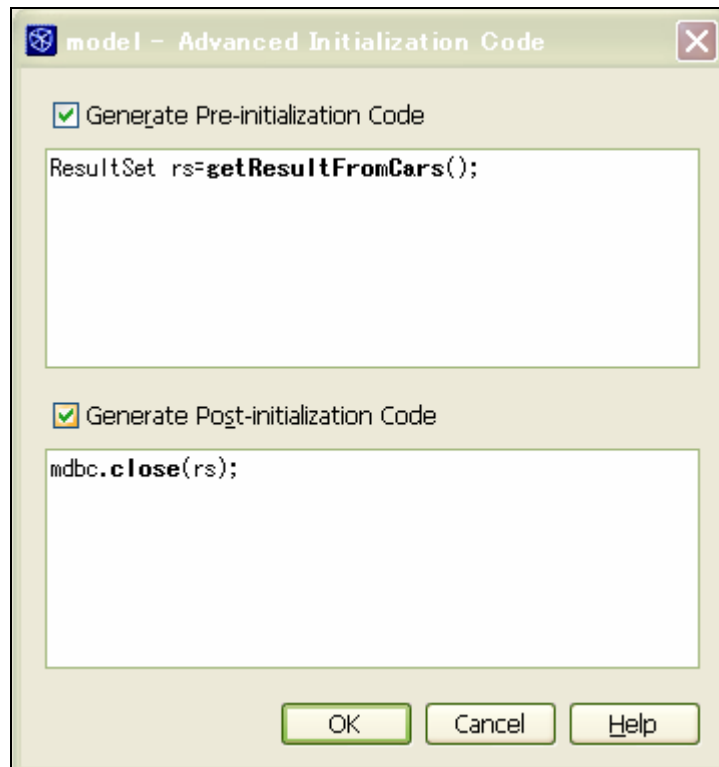 model - Advanced Initialization Code
Generate Pre-initialization Code
ResultSet rs=getResultFromCars();
Generate Post-initialization Code
mdbc.close(rs);
OK Cancel Help